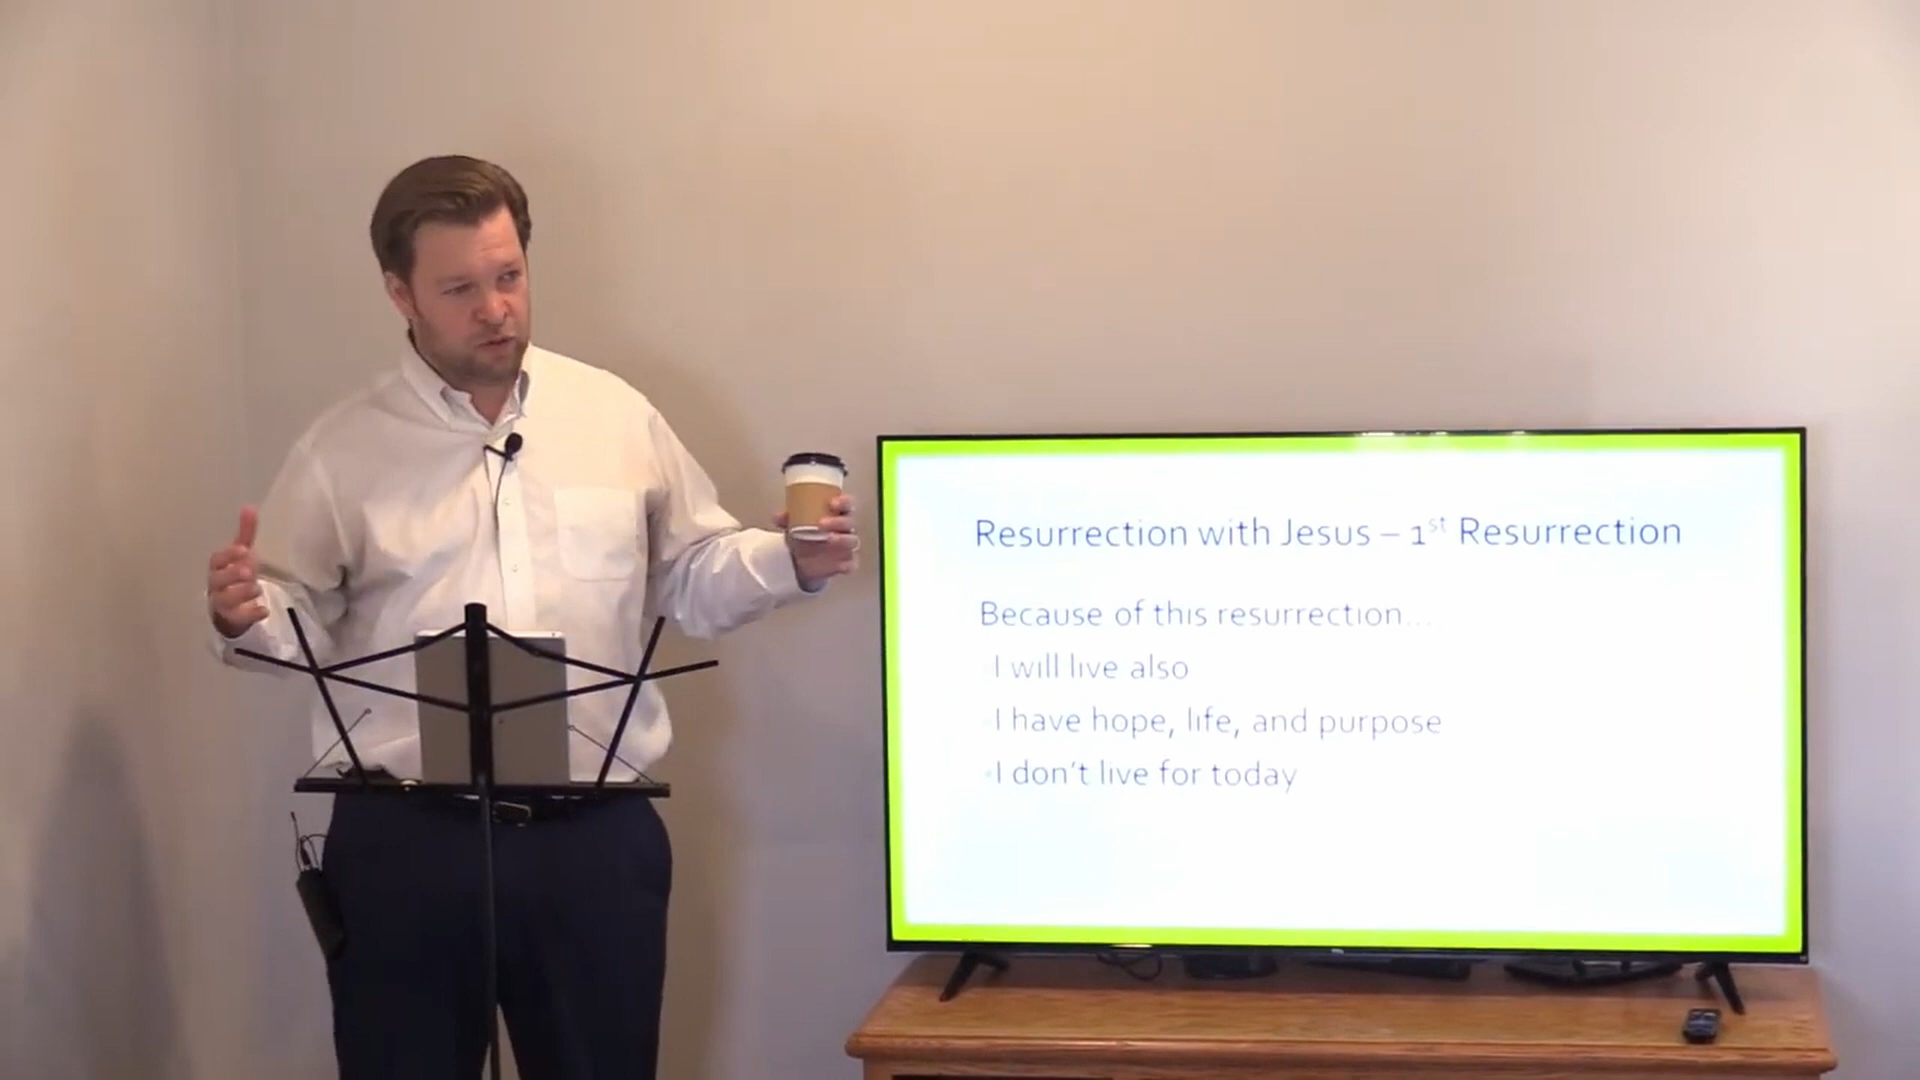 Resurrection with Jesus – 1st Resurrection
Because of this resurrection...
I will live also
I have hope, life, and purpose
I don't live for today